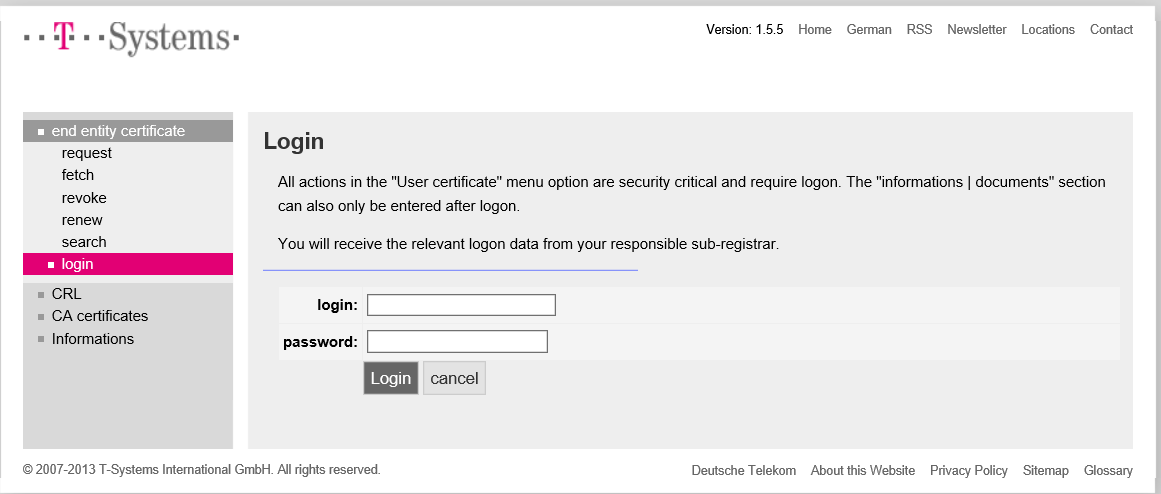 T Systems
Version: 1.5.5 Home German RSS Newsletter Locations Contact
end entity certificate
request
fetch
revoke
renew
search
login
CRL
CA certificates
Informations
Login
All actions in the "User certificate" menu option are security critical and require logon. The "informations | documents" section
can also only be entered after logon.
You will receive the relevant logon data from your responsible sub-registrar.
login:
password:
Login cancel
© 2007-2013 T-Systems International GmbH. All rights reserved.
Deutsche Telekom About this Website Privacy Policy Sitemap Glossary